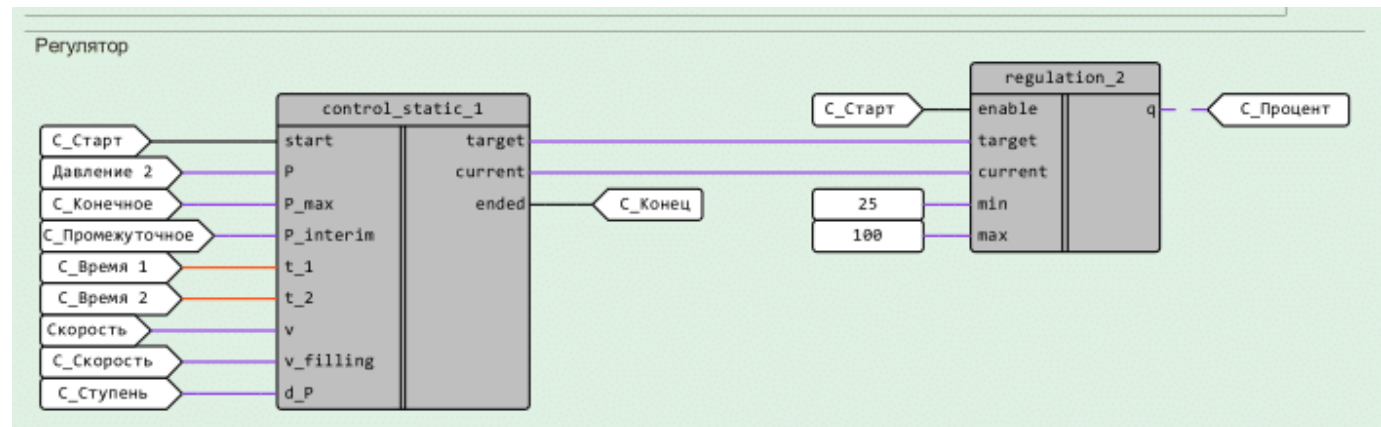 Регулятор
control_static_1
С_Старт
start
target
Давление 2
P
current
С_Конечное
P_max
ended
С_Конец
С_Промежуточное
P_interim
С_Время 1
t_1
С_Время 2
t_2
Скорость
v
С_Скорость
v_filling
С_Ступень
d_P
regulation_2
С_Старт
enable
q
С_Процент
target
current
25
min
100
max